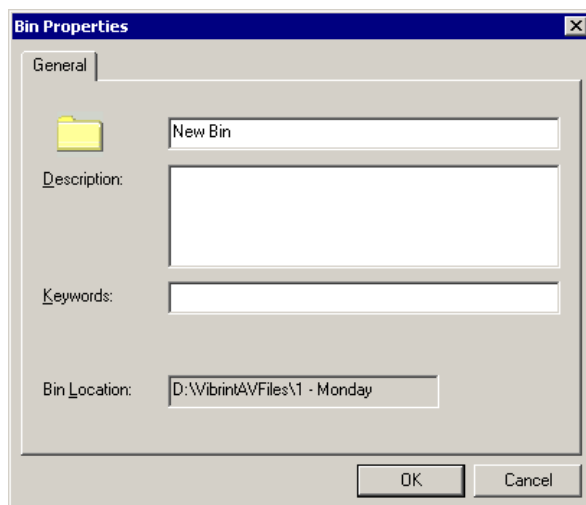 Bin Properties
General
New Bin
Description:
Keywords:
Bin Location: D:\VibrintAVFiles\1 - Monday
OK Cancel